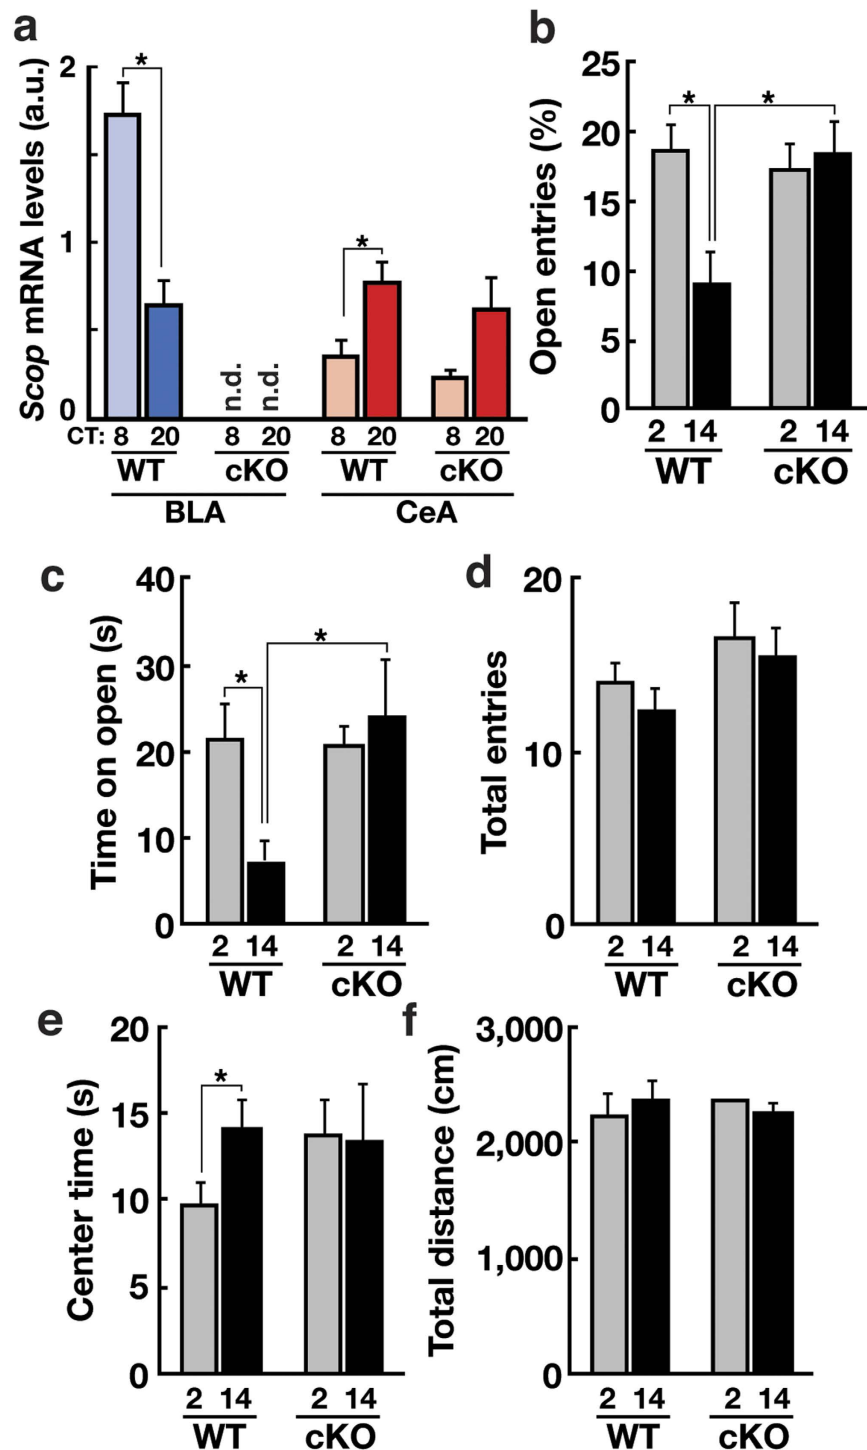 a
Scop mRNA levels (a.u.)
2
1
0
*
*
n.d. n.d.
CT: 8 20 8 20 8 20 8 20
WT cKO WT cKO
BLA CeA
b
Open entries (%)
25
20
15
10
5
0
* *
2 14 2 14
WT cKO
c
Time on open (s)
40
30
20
10
0
*
*
2 14 2 14
WT cKO
d
Total entries
20
10
0
2 14 2 14
WT cKO
e
Center time (s)
20
15
10
5
0
*
2 14 2 14
WT cKO
f
Total distance (cm)
3,000
2,000
1,000
0
2 14 2 14
WT cKO